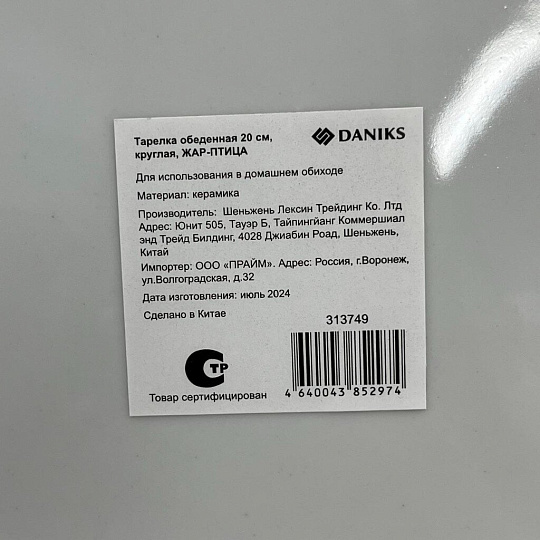 Тарелка обеденная 20 см,
круглая, ЖАР-ПТИЦА
DANIKS
Для использования в домашнем обиходе
Материал: керамика
Производитель: Шеньжень Лексин Трейдинг Ко. Лтд
Адрес: Юнит 505, Тауэр Б, Тайпингйанг Коммершиал
энд Трейд Билдинг, 4028 Джиабин Роад, Шеньжень,
Китай
Импортер: ООО «ПРАЙМ». Адрес: Россия, г.Воронеж,
ул.Волгоградская, д.32
Дата изготовления: июль 2024
Сделано в Китае
313749
СТР
Товар сертифицирован
4 640043 852974